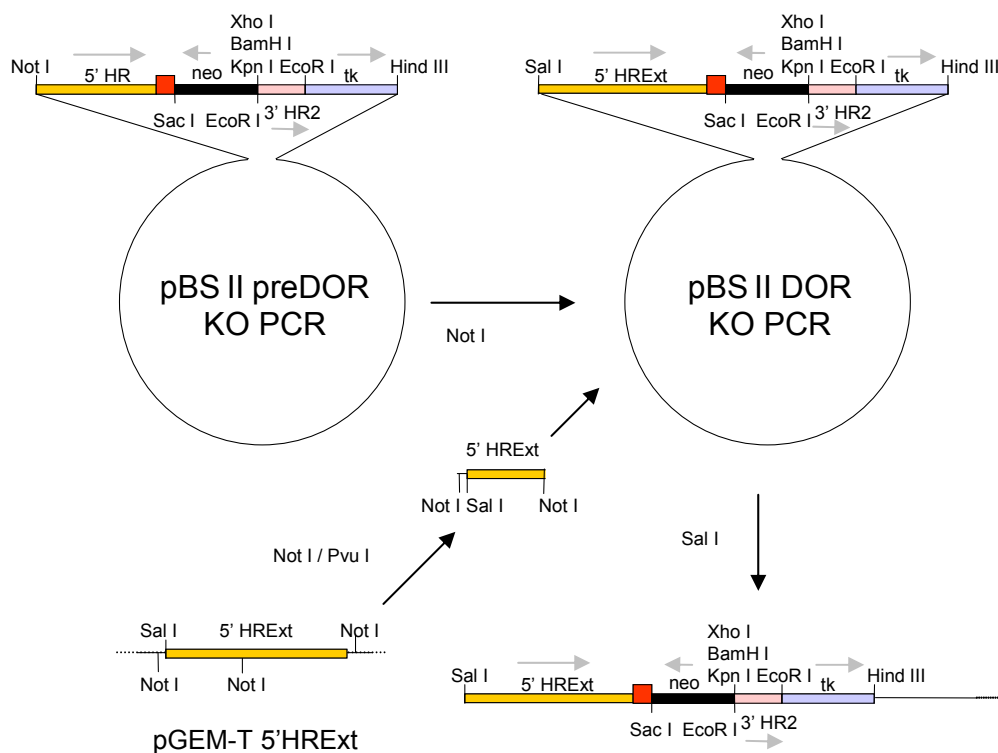 Xho I
BamH I
Not I 5' HR neo Kpn I EcoR I tk Hind III
Sac I EcoR I 3' HR2
pBS II preDOR
KO PCR
Not I
Xho I
BamH I
Sal I 5' HRExt neo Kpn I EcoR I tk Hind III
Sac I EcoR I 3' HR2
pBS II DOR
KO PCR
5' HRExt
Not I Sal I Not I
Not I / Pvu I
Sal I
Sal I 5' HRExt Not I
Not I Not I
pGEM-T 5'HRExt
Xho I
BamH I
Sal I 5' HRExt neo Kpn I EcoR I tk Hind III
Sac I EcoR I 3' HR2